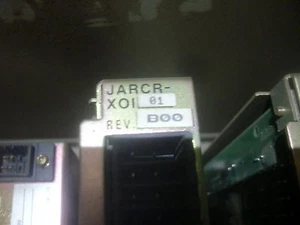 JARCR-
XOI 01
REV. B00